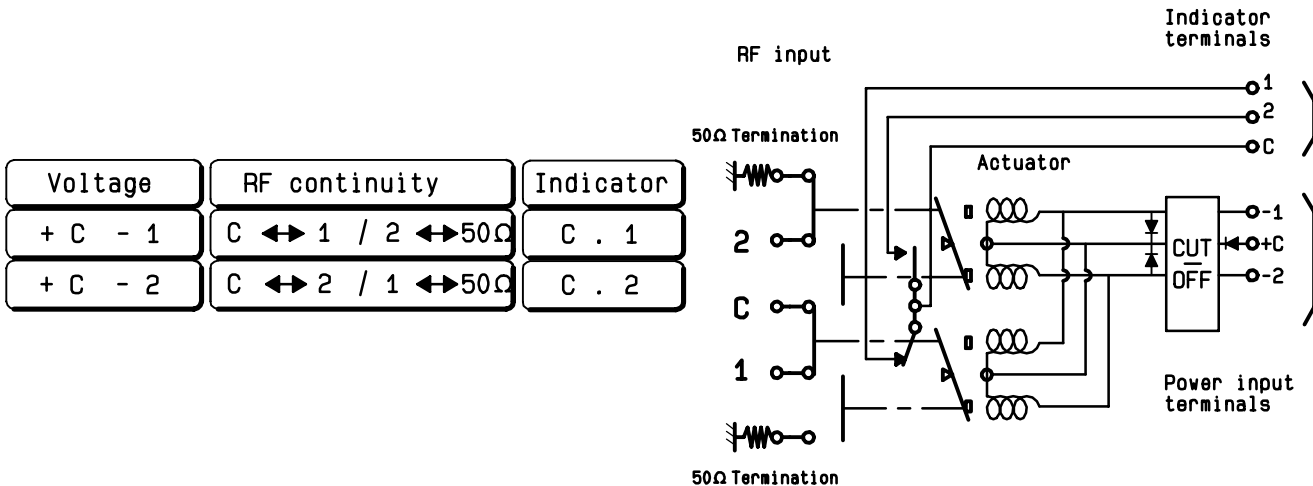 Voltage RF continuity Indicator
+ C - 1 C ↔ 1 / 2 ↔ 50Ω C . 1
+ C - 2 C ↔ 2 / 1 ↔ 50Ω C . 2
Indicator
terminals
RF input
1
2
C
50Ω Termination
Actuator
2
C
1
-1
+C
-2
CUT
OFF
Power input
terminals
50Ω Termination